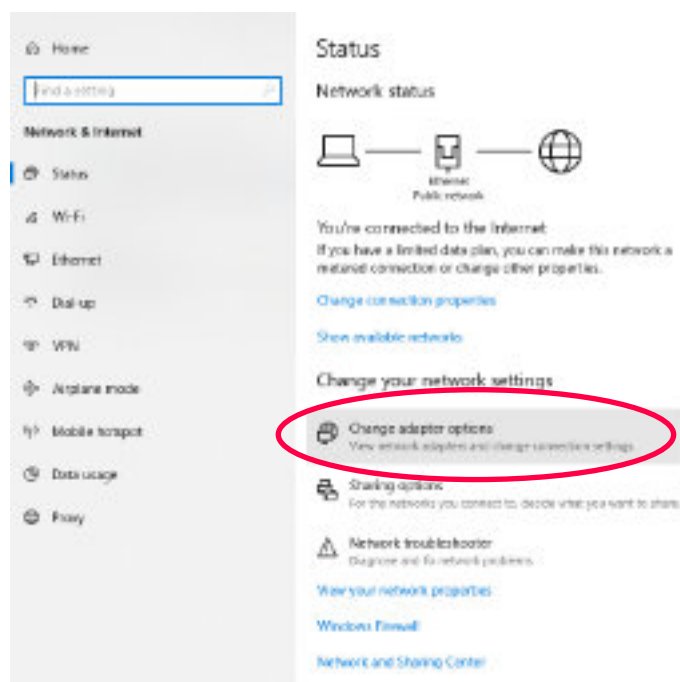 Home
Find a setting
Network & Internet
Status
Wi-Fi
Ethernet
Dial-up
VPN
Airplane mode
Mobile hotspot
Data usage
Proxy
Status
Network status
Ethernet
Public network
You're connected to the Internet
If you have a limited data plan, you can make this network a
metered connection or change other properties.
Change connection properties
Show available networks
Change your network settings
Change adapter options
View network adapters and change connection settings.
Sharing options
For the networks you connect to, decide what you want to share.
Network troubleshooter
Diagnose and fix network problems.
View your network properties
Windows Firewall
Network and Sharing Center